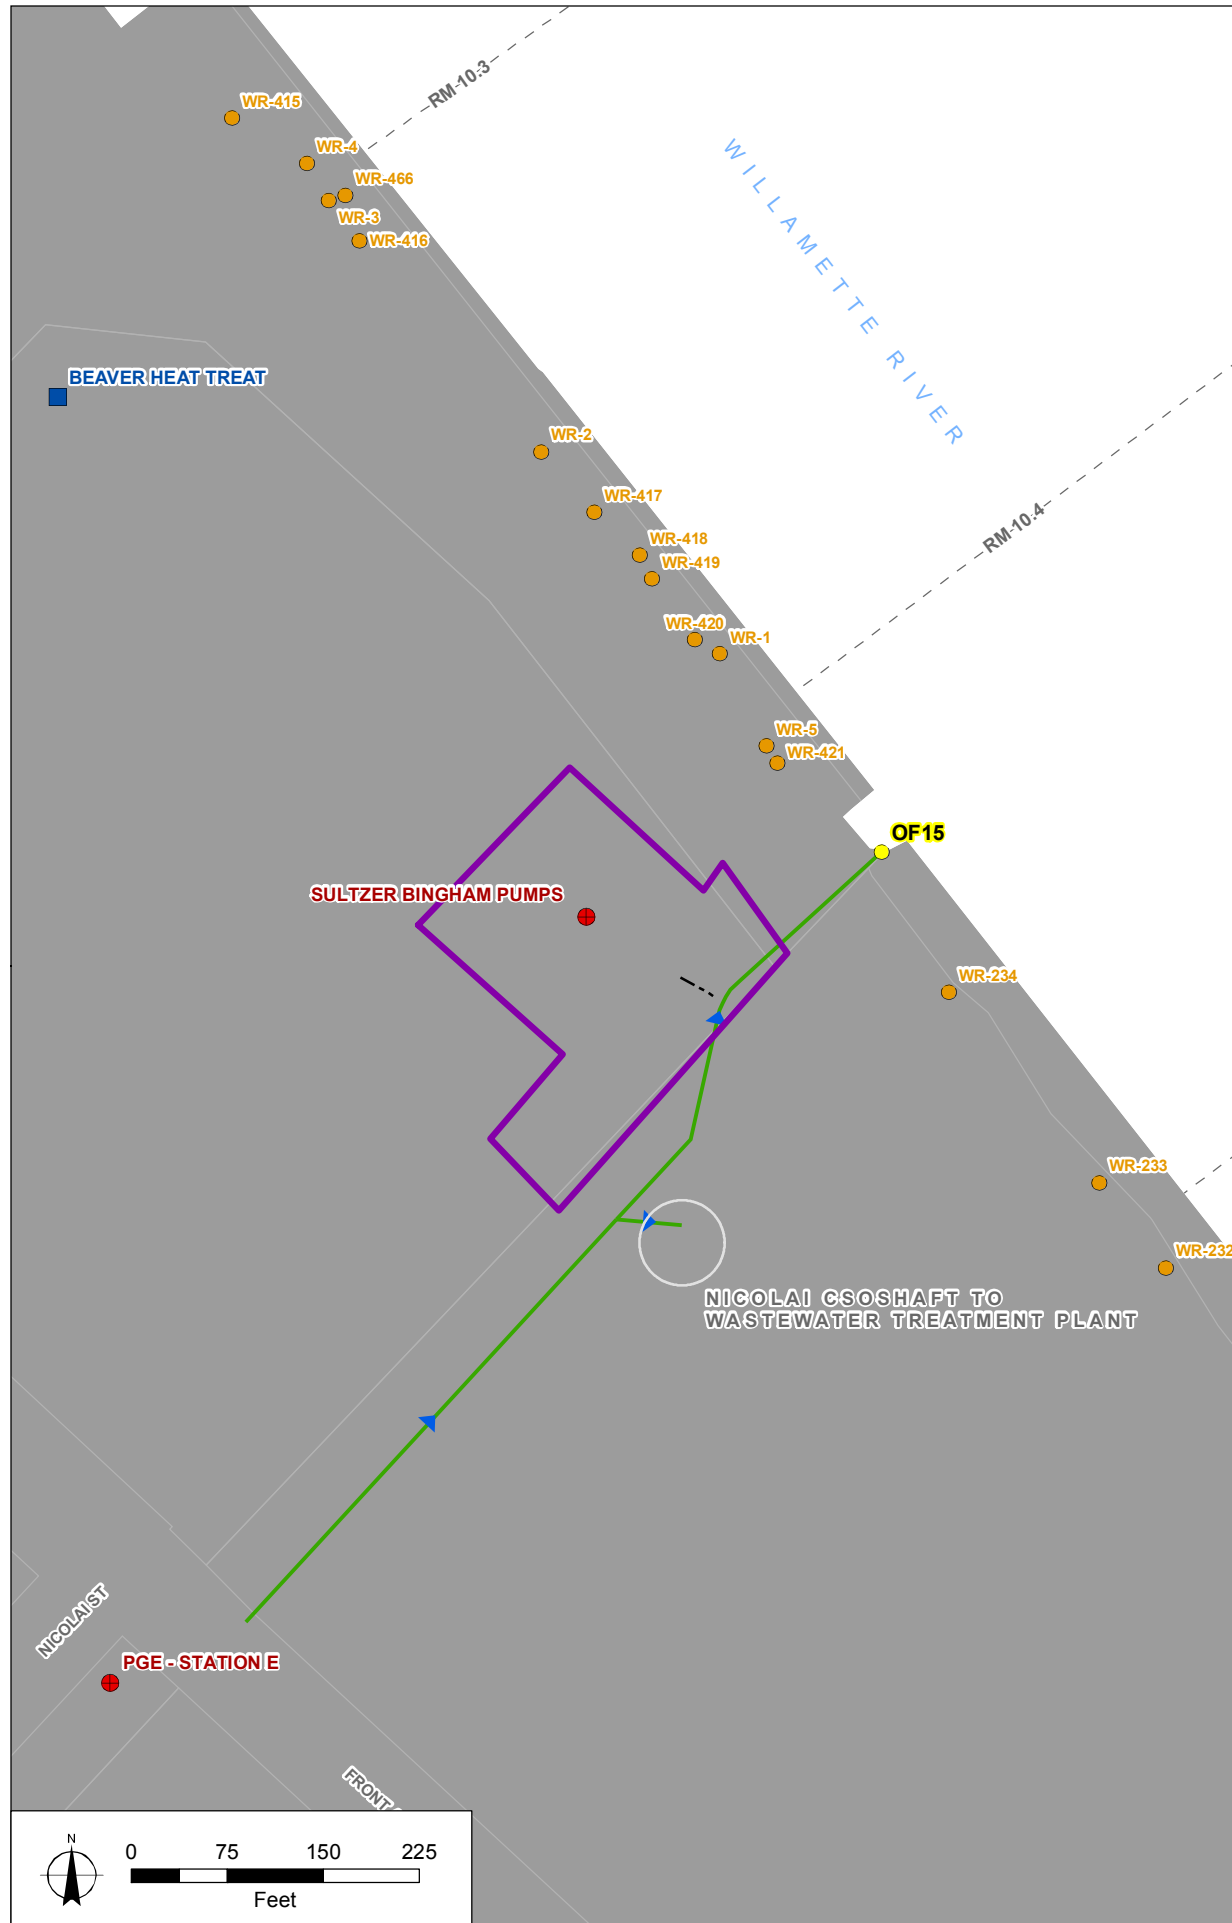 RM-10.3
WR-415
WR-4
WR-466
WR-3
WR-416
WILLAMETTE RIVER
BEAVER HEAT TREAT
WR-2
WR-417
RM-10.4
WR-418
WR-419
WR-420
WR-1
WR-5
WR-421
OF15
SULTZER BINGHAM PUMPS
WR-234
WR-233
WR-232
NICOLAI CSOSHAFT TO
WASTEWATER TREATMENT PLANT
NICOLAI ST
PGE - STATION E
FRONT
N
0 75 150 225
Feet